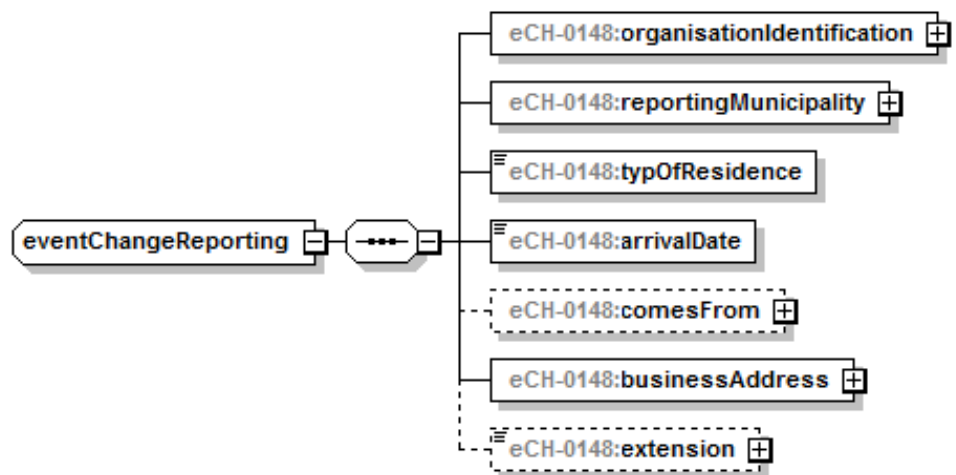 eCH-0148:organisationIdentification
eCH-0148:reportingMunicipality
eCH-0148:typOfResidence
eventChangeReporting
eCH-0148:arrivalDate
eCH-0148:comesFrom
eCH-0148:businessAddress
eCH-0148:extension